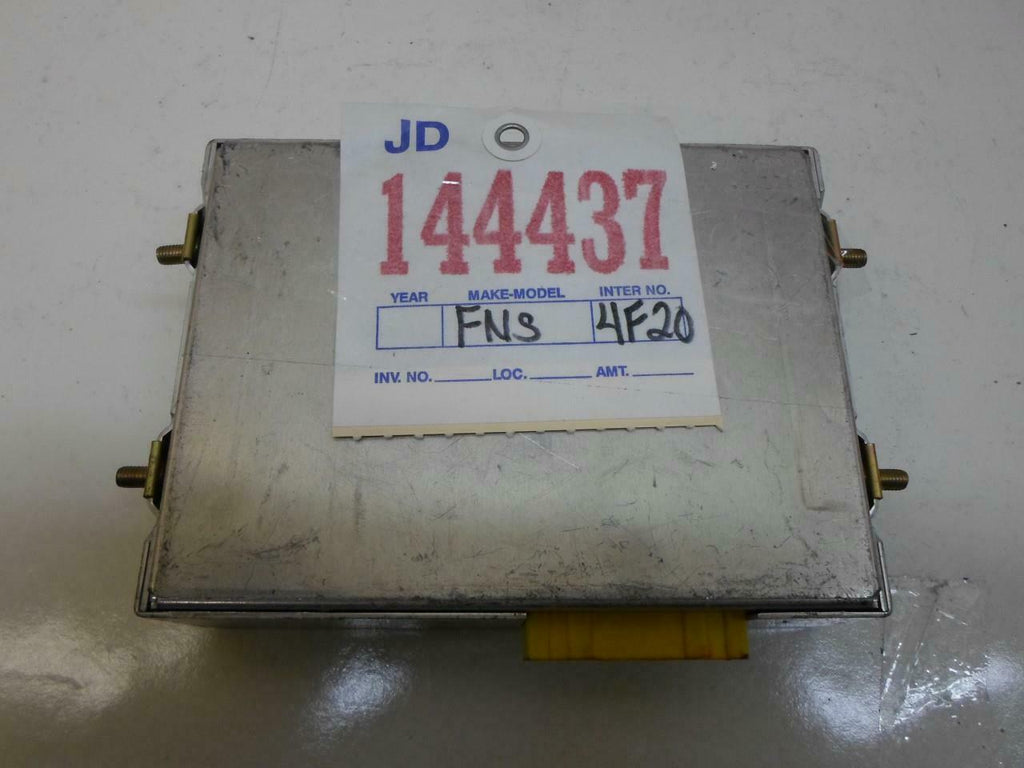 JD
144437
YEAR MAKE-MODEL INTER NO.
FNS 4F20
INV. NO. LOC. AMT.